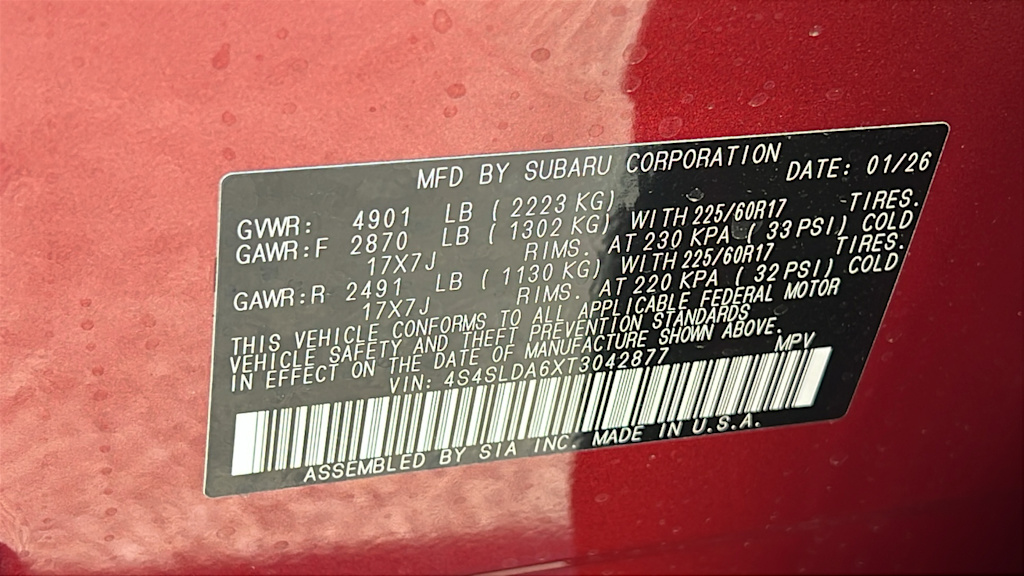 MFD BY SUBARU CORPORATION DATE: 01/26
GVWR: 4901 LB ( 2223 KG)
GAWR:F 2870 LB ( 1302 KG) WITH 225/60R17 TIRES.
17X7J RIMS. AT 230 KPA ( 33 PSI) COLD
GAWR:R 2491 LB ( 1130 KG) WITH 225/60R17 TIRES.
17X7J RIMS. AT 220 KPA ( 32 PSI) COLD
THIS VEHICLE CONFORMS TO ALL APPLICABLE FEDERAL MOTOR
VEHICLE SAFETY AND THEFT PREVENTION STANDARDS
IN EFFECT ON THE DATE OF MANUFACTURE SHOWN ABOVE.
VIN: 4S4SLDA6XT3042877 MPV
ASSEMBLED BY SIA INC. MADE IN U.S.A.